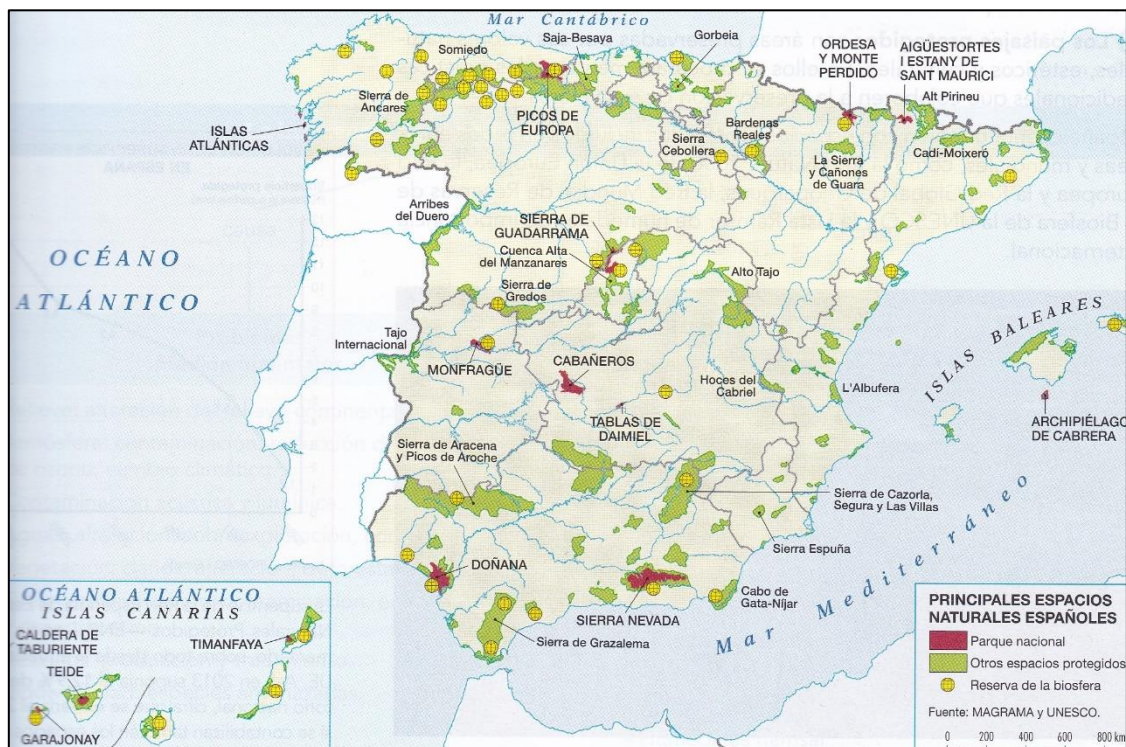 Mar Cantábrico
Saja-Besaya
Gorbeia
Somiedo
ORDESA
Y MONTE
PERDIDO
AIGÜESTORTES
I ESTANY DE
SANT MAURICI
Alt Pirineu
Sierra de
Ancares
PICOS DE
EUROPA
Bardenas
Reales
Sierra
Cebollera
La Sierra
y Cañones
de Guara
Cadí-Moixeró
ISLAS
ATLÁNTICAS
Arribes
del Duero
SIERRA DE
GUADARRAMA
Cuenca Alta
del Manzanares
Sierra de
Gredos
Alto Tajo
OCÉANO
ATLÁNTICO
Tajo
Internacional
MONFRAGÜE
CABAÑEROS
Hoces del
Cabriel
L'Albufera
ISLAS BALEARES
ARCHIPIÉLAGO
DE CABRERA
TABLAS DE
DAIMIEL
Sierra de Aracena
y Picos de Aroche
Sierra de Cazorla,
Segura y Las Villas
Sierra Espuña
DOÑANA
Cabo de
Gata-Níjar
SIERRA NEVADA
Sierra de Grazalema
Mar Mediterráneo
OCÉANO ATLÁNTICO
ISLAS CANARIAS
CALDERA DE
TABURIENTE
TIMANFAYA
TEIDE
GARAJONAY
PRINCIPALES ESPACIOS
NATURALES ESPAÑOLES
Parque nacional
Otros espacios protegidos
Reserva de la biosfera
Fuente: MAGRAMA y UNESCO.
0 200 400 600 800 km